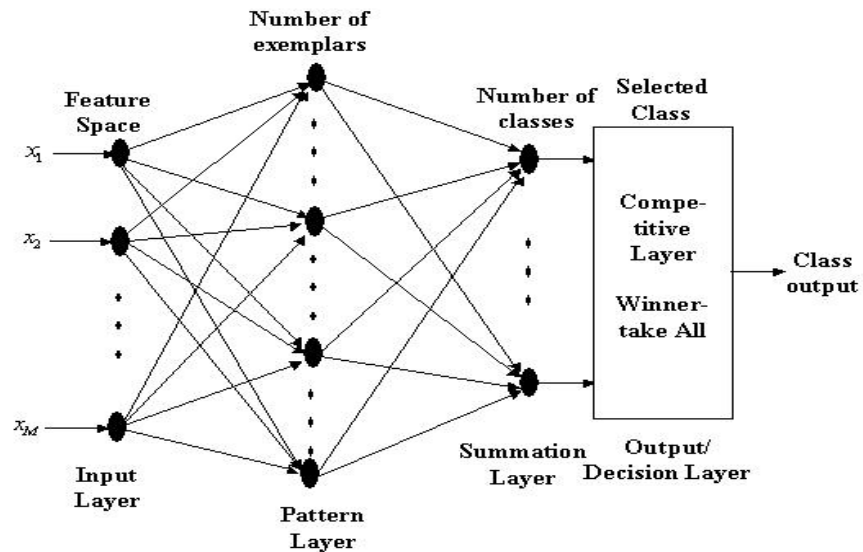 Number of
exemplars
Feature
Space
Number of
classes
Selected
Class
x1
x2
xM
Compe-
titive
Layer
Winner-
take All
Class
output
Input
Layer
Pattern
Layer
Summation
Layer
Output/
Decision Layer